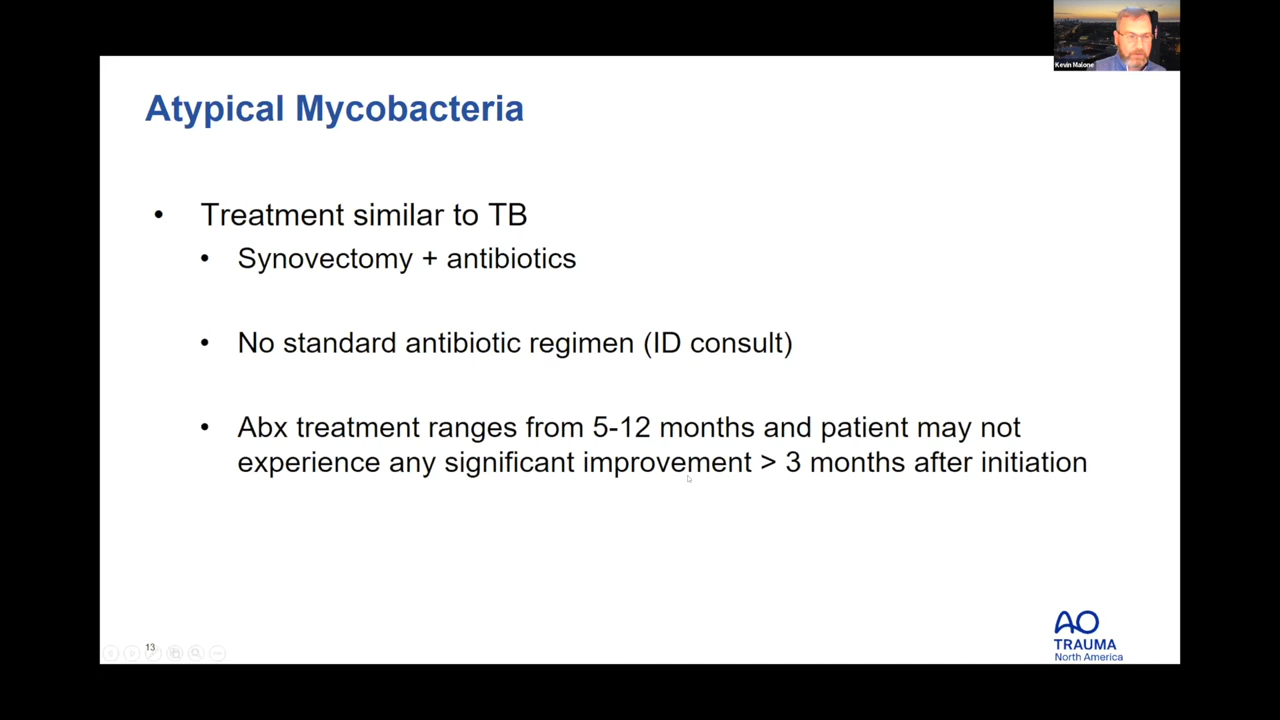 Kevin Malone
Atypical Mycobacteria
• Treatment similar to TB
• Synovectomy + antibiotics
• No standard antibiotic regimen (ID consult)
• Abx treatment ranges from 5-12 months and patient may not
experience any significant improvement > 3 months after initiation
13
AO
TRAUMA
North America